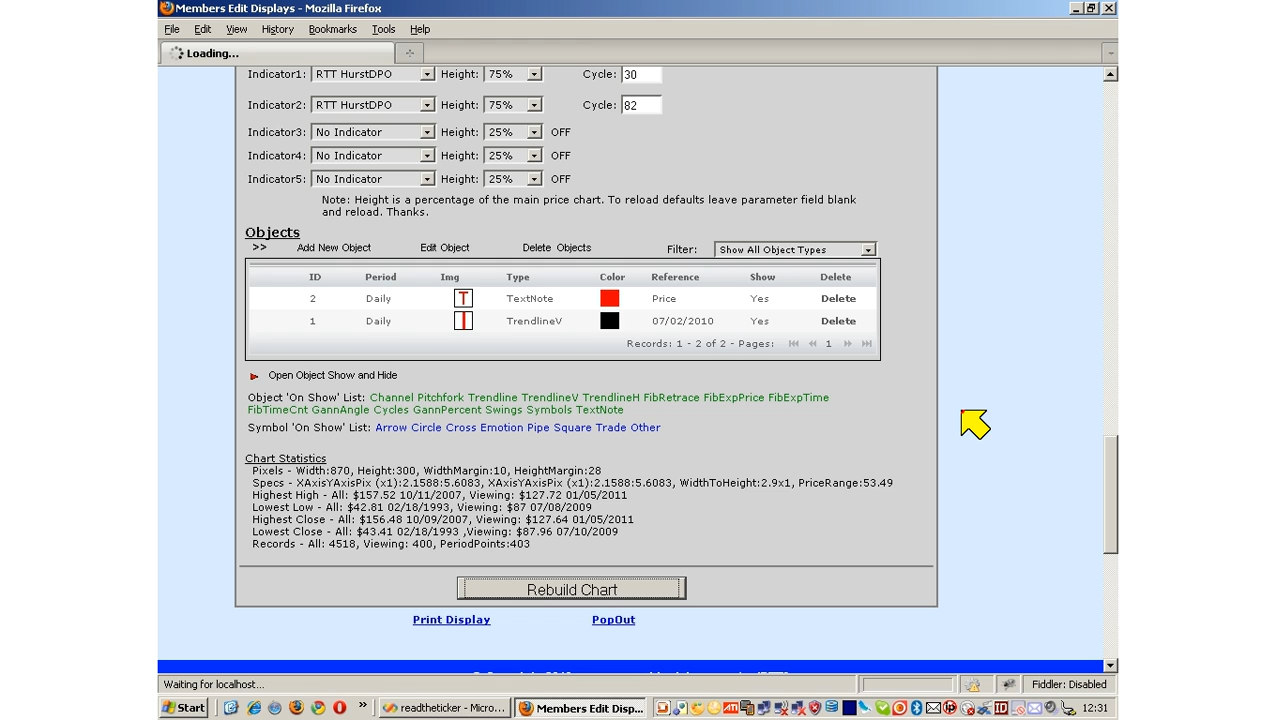 Members Edit Displays - Mozilla Firefox
File Edit View History Bookmarks Tools Help
Loading...
Indicator1: RTT HurstDPO Height: 75% Cycle: 30
Indicator2: RTT HurstDPO Height: 75% Cycle: 82
Indicator3: No Indicator Height: 25% OFF
Indicator4: No Indicator Height: 25% OFF
Indicator5: No Indicator Height: 25% OFF
Note: Height is a percentage of the main price chart. To reload defaults leave parameter field blank
and reload. Thanks.
Objects
>> Add New Object Edit Object Delete Objects Filter: Show All Object Types
ID Period Img Type Color Reference Show Delete
2 Daily T TextNote Price Yes Delete
1 Daily TrendlineV 07/02/2010 Yes Delete
Records: 1 - 2 of 2 - Pages: 1
Open Object Show and Hide
Object 'On Show' List: Channel Pitchfork Trendline TrendlineV TrendlineH FibRetrace FibExpPrice FibExpTime
FibTimeCnt GannAngle Cycles GannPercent Swings Symbols TextNote
Symbol 'On Show' List: Arrow Circle Cross Emotion Pipe Square Trade Other
Chart Statistics
Pixels - Width:870, Height:300, WidthMargin:10, HeightMargin:28
Specs - XAxisYAxisPix (x1):2.1588:5.6083, XAxisYAxisPix (x1):2.1588:5.6083, WidthToHeight:2.9x1, PriceRange:53.49
Highest High - All: $157.52 10/11/2007, Viewing: $127.72 01/05/2011
Lowest Low - All: $42.81 02/18/1993, Viewing: $87 07/08/2009
Highest Close - All: $156.48 10/09/2007, Viewing: $127.64 01/05/2011
Lowest Close - All: $43.41 02/18/1993 ,Viewing: $87.96 07/10/2009
Records - All: 4518, Viewing: 400, PeriodPoints:403
Rebuild Chart
Print Display PopOut
Waiting for localhost... Fiddler: Disabled
Start » readtheticker - Micro... Members Edit Disp... 12:31